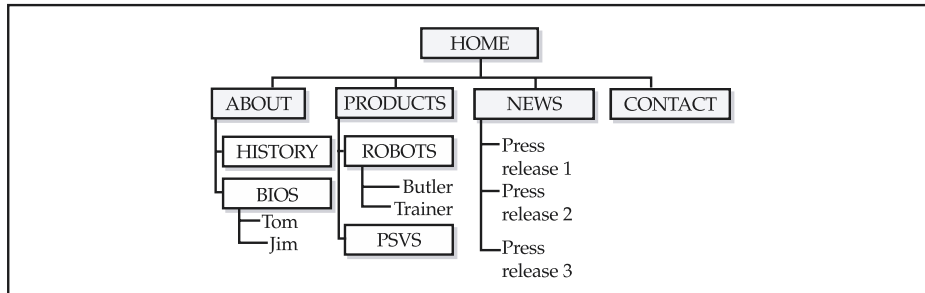 HOME
ABOUT
PRODUCTS
NEWS
CONTACT
HISTORY
BIOS
Tom
Jim
ROBOTS
Butler
Trainer
PSVS
Press
release 1
Press
release 2
Press
release 3